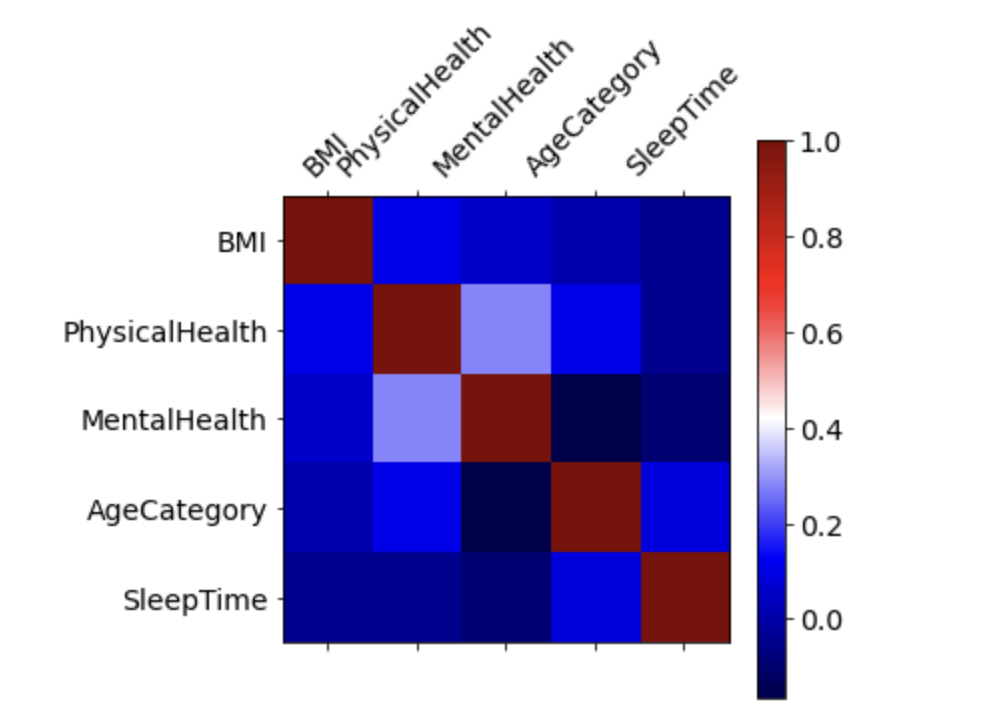 BMI
PhysicalHealth
MentalHealth
AgeCategory
SleepTime
BMI
PhysicalHealth
MentalHealth
AgeCategory
SleepTime
1.0
0.8
0.6
0.4
0.2
0.0